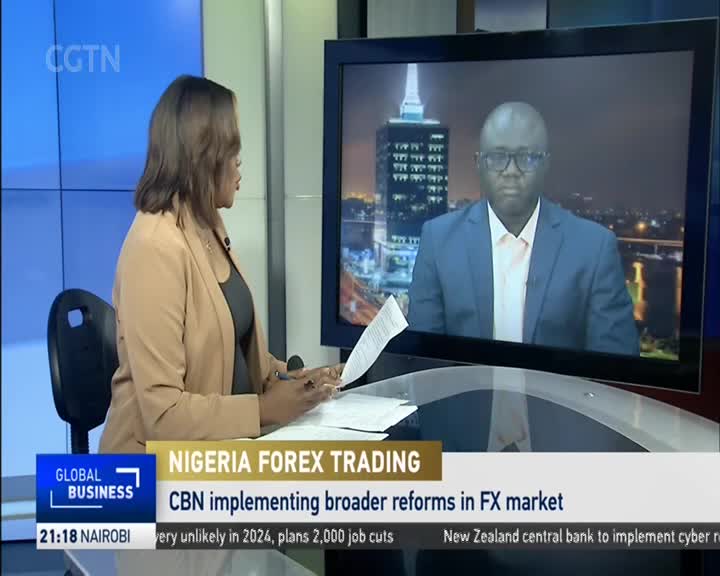 CGTN
NIGERIA FOREX TRADING
GLOBAL
BUSINESS
CBN implementing broader reforms in FX market
21:18 NAIROBI
very unlikely in 2024, plans 2,000 job cuts New Zealand central bank to implement cyber